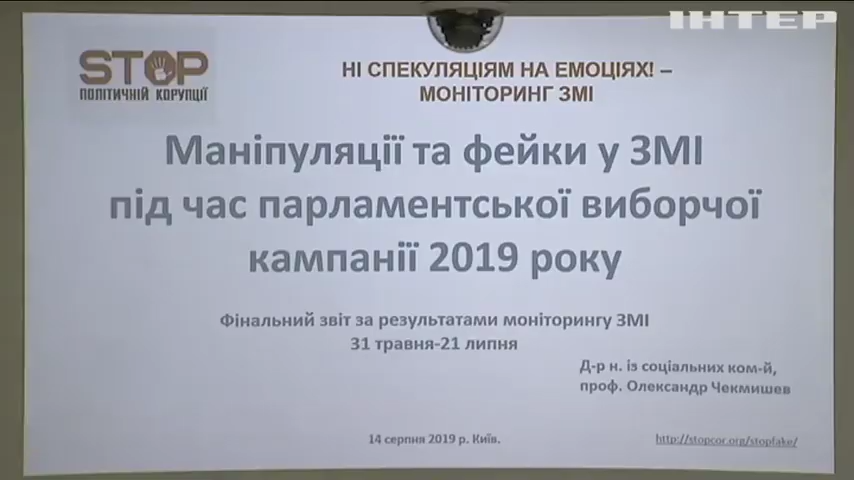 ІНТЕР
STOP
ПОЛІТИЧНІЙ КОРУПЦІЇ
НІ СПЕКУЛЯЦІЯМ НА ЕМОЦІЯХ! –
МОНІТОРИНГ ЗМІ
Маніпуляції та фейки у ЗМІ
під час парламентської виборчої
кампанії 2019 року
Фінальний звіт за результатами моніторингу ЗМІ
31 травня-21 липня
Д-р н. із соціальних ком-й,
проф. Олександр Чекмишев
14 серпня 2019 р. Київ.
http://stopcor.org/stopfake/